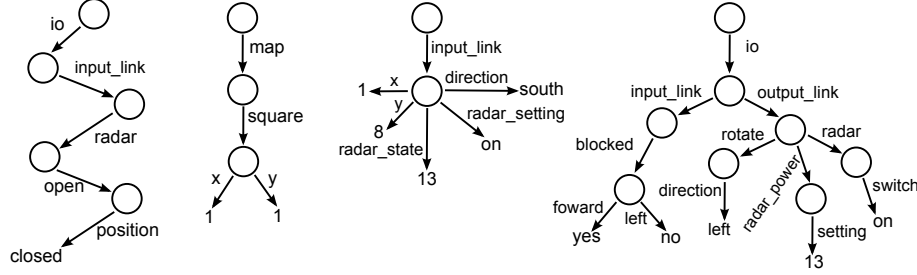 io
input_link
radar
open
position
closed
map
square
x y
1 1
input_link
1 x direction south
y radar_setting
8 on
radar_state
13
io
input_link output_link
blocked rotate radar
direction radar_power switch
foward left left on
yes no setting
13